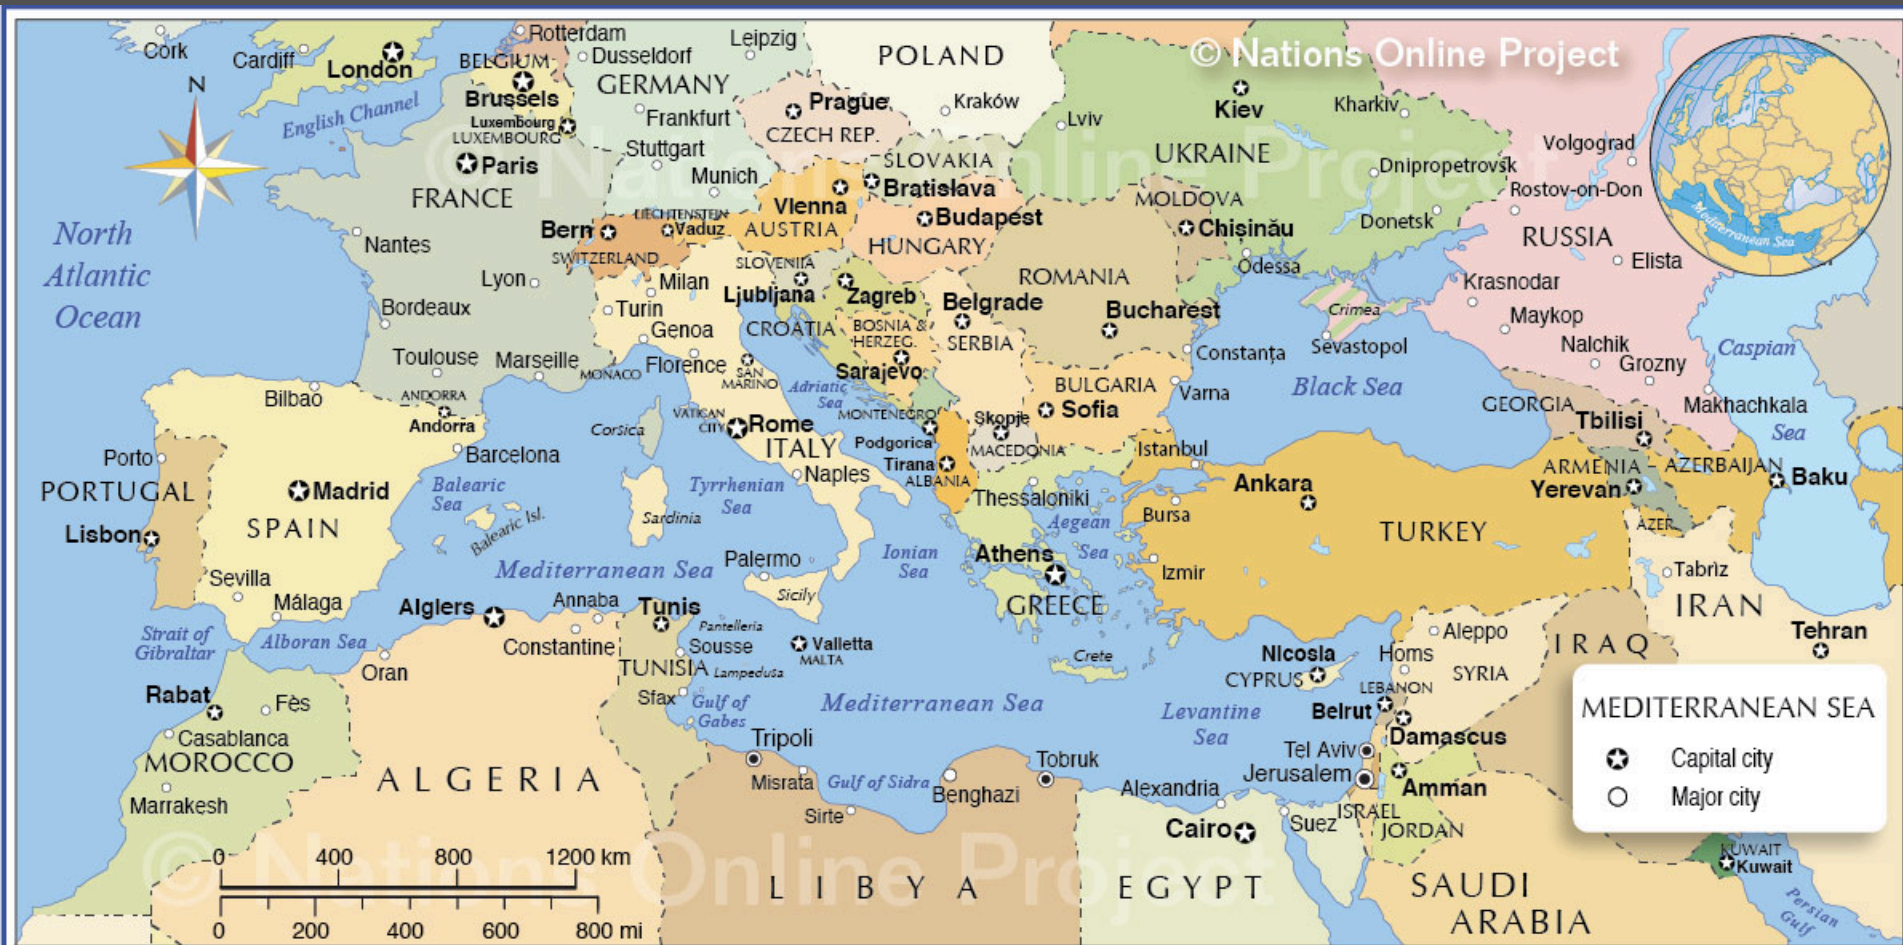 © Nations Online Project
Cork
Cardiff
London
Rotterdam
Dusseldorf
Leipzig
POLAND
BELGIUM
Brussels
GERMANY
English Channel
N
Luxembourg
LUXEMBOURG
Frankfurt
Prague
CZECH REP.
Kraków
Lviv
Kiev
Kharkiv
Volgograd
Paris
FRANCE
Stuttgart
Munich
SLOVAKIA
Bratislava
UKRAINE
Dnipropetrovsk
Rostov-on-Don
Mediterranean Sea
North
Atlantic
Ocean
Nantes
Bern
LIECHTENSTEIN
Vaduz
SWITZERLAND
Vienna
AUSTRIA
Budapest
HUNGARY
MOLDOVA
Chisinău
Donetsk
RUSSIA
Elista
Odessa
Lyon
Milan
Turin
Genoa
SLOVENIIA
Ljubljana
Zagreb
CROATIA
BOSNIA &
HERZEG.
Sarajevo
Belgrade
SERBIA
ROMANIA
Bucharest
Crimea
Sevastopol
Krasnodar
Maykop
Nalchik
Grozny
Caspian
Sea
Bordeaux
Toulouse
Marseille
MONACO
Florence
SAN
MARINO
Adriatic
Sea
MONTENEGRO
Podgorica
Constanța
Varna
Black Sea
BULGARIA
Sofia
GEORGIA
Tbilisi
Makhachkala
Bilbao
ANDORRA
Andorra
Corsica
VATICAN
CITY
Rome
ITALY
Naples
Tirana
ALBANIA
Skopje
MACEDONIA
Istanbul
Ankara
ARMENIA
Yerevan
AZERBAIJAN
Baku
AZER.
Porto
PORTUGAL
Lisbon
Madrid
SPAIN
Barcelona
Balearic
Sea
Balearic Isl.
Sardinia
Tyrrhenian
Sea
Thessaloniki
Aegean
Sea
Bursa
TURKEY
Mediterranean Sea
Palermo
Sicily
Ionian
Sea
Athens
GREECE
Izmir
Tabrìz
IRAN
Tehran
Sevilla
Málaga
Strait of
Gibraltar
Alboran Sea
Algiers
Annaba
Constantine
Oran
Tunis
Sousse
TUNISIA
Sfax
Pantelleria
Lampedusa
Valletta
MALTA
Crete
Nicosia
CYPRUS
Aleppo
Homs
SYRIA
IRAQ
LEBANON
Beirut
Damascus
Rabat
Fès
Casablanca
MOROCCO
Marrakesh
ALGERIA
Gulf of
Gabes
Mediterranean Sea
Levantine
Sea
Tel Aviv
Jerusalem
Amman
ISRAEL
JORDAN
Tripoli
Misrata
Gulf of Sidra
Sirte
Benghazi
Tobruk
Alexandria
Cairo
Suez
LIBYA
EGYPT
SAUDI
ARABIA
KUWAIT
Kuwait
Persian
Gulf
MEDITERRANEAN SEA
Capital city
Major city
0 400 800 1200 km
0 200 400 600 800 mi
© Nations Online Project
© Nations Online Project